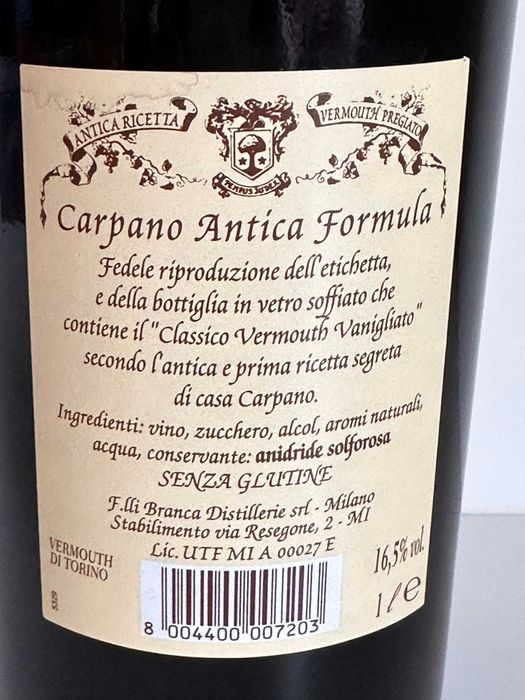 ANTICA RICETTA
VERMOUTH PREGIATO
TEMPUS JUDEX
Carpano Antica Formula
Fedele riproduzione dell'etichetta,
e della bottiglia in vetro soffiato che
contiene il "Classico Vermouth Vanigliato"
secondo l'antica e prima ricetta segreta
di casa Carpano.
Ingredienti: vino, zucchero, alcol, aromi naturali,
acqua, conservante: anidride solforosa
SENZA GLUTINE
F.lli Branca Distillerie srl - Milano
Stabilimento via Resegone, 2 - MI
Lic. UTF MI A 00027 E
VERMOUTH
DI TORINO
16,5% vol.
1 ℓ e
8 004400 007203